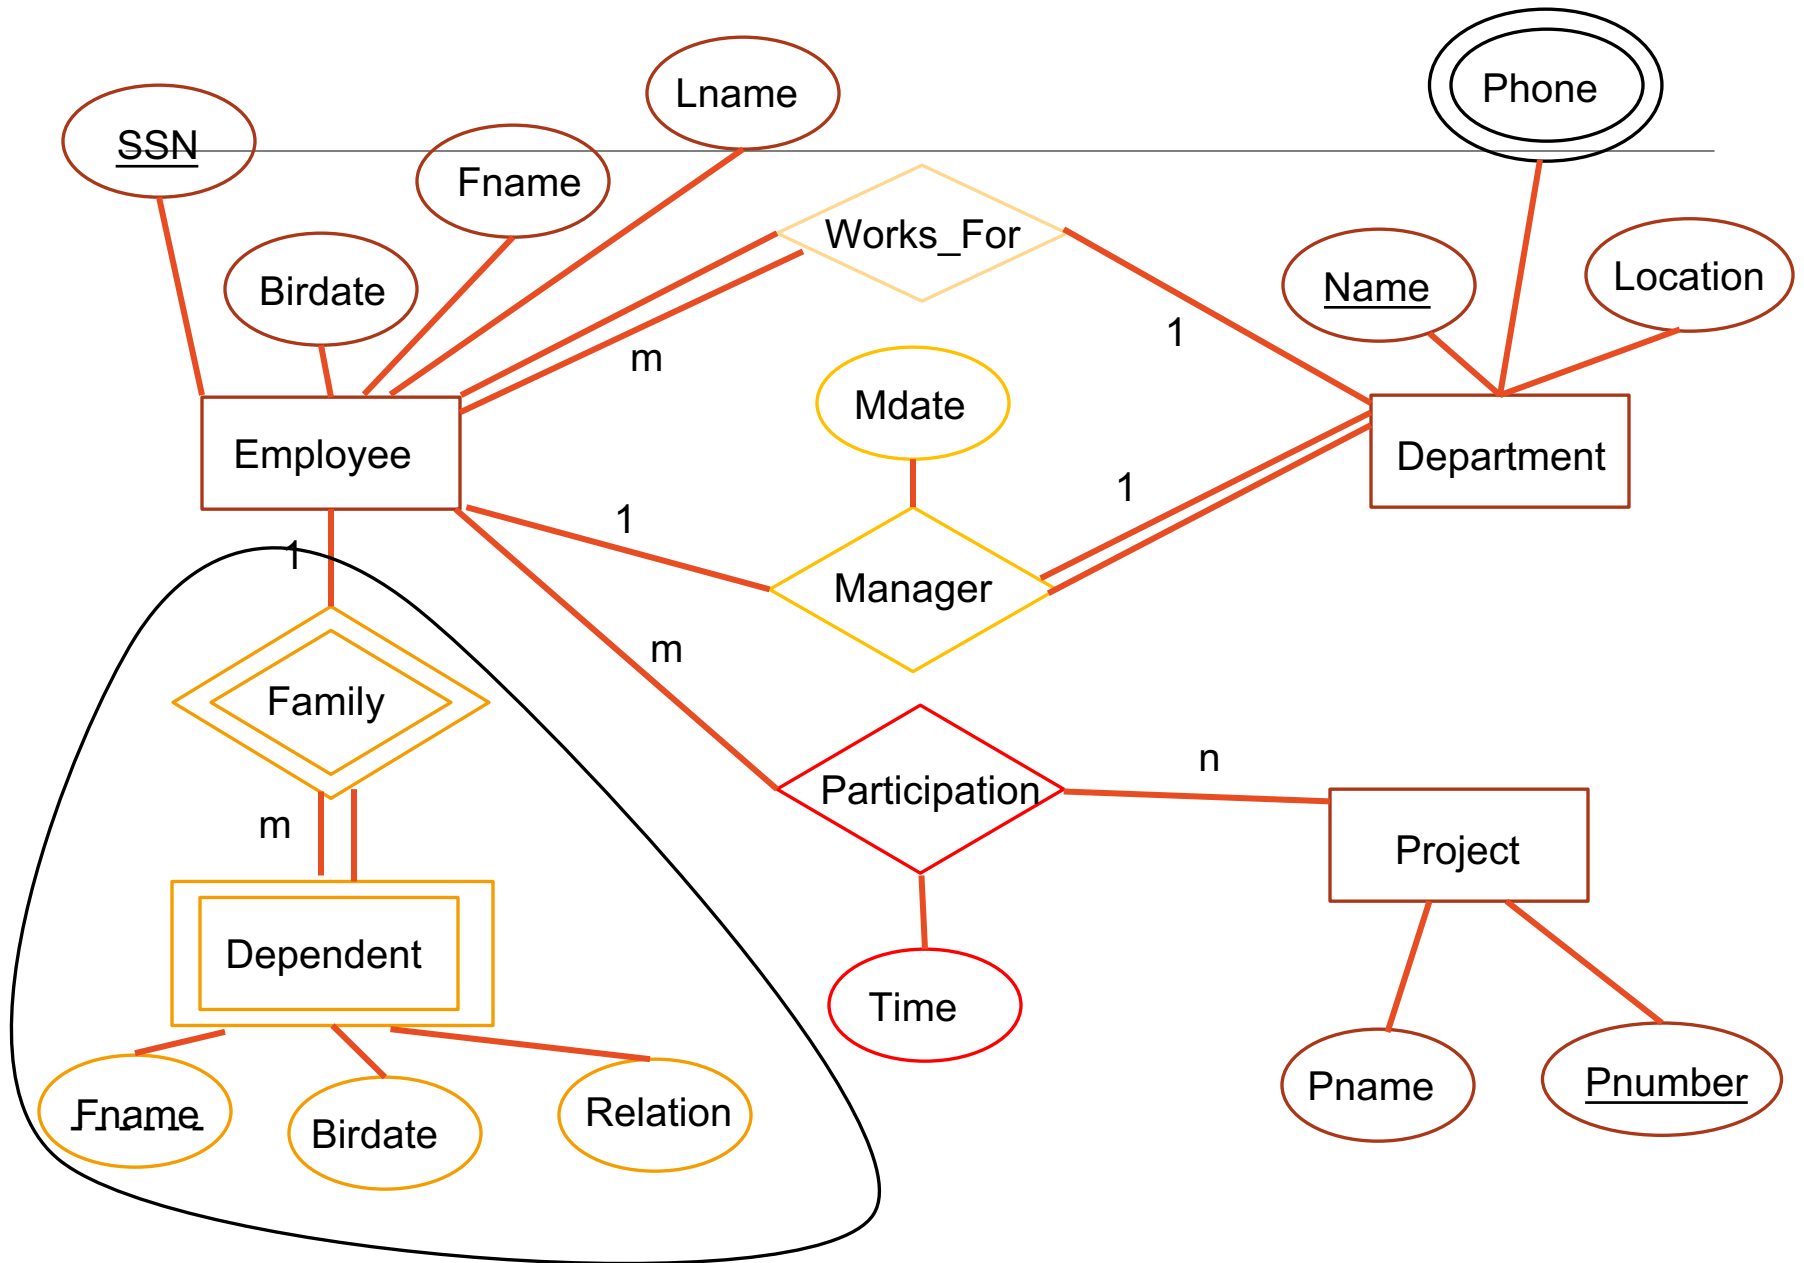 Lname
Phone
SSN
Fname
Works_For
Birdate
Name
Location
m
1
Mdate
Employee
Department
1
1
1
Manager
m
Family
n
Participation
m
Project
Dependent
Time
Fname
Birdate
Relation
Pname
Pnumber